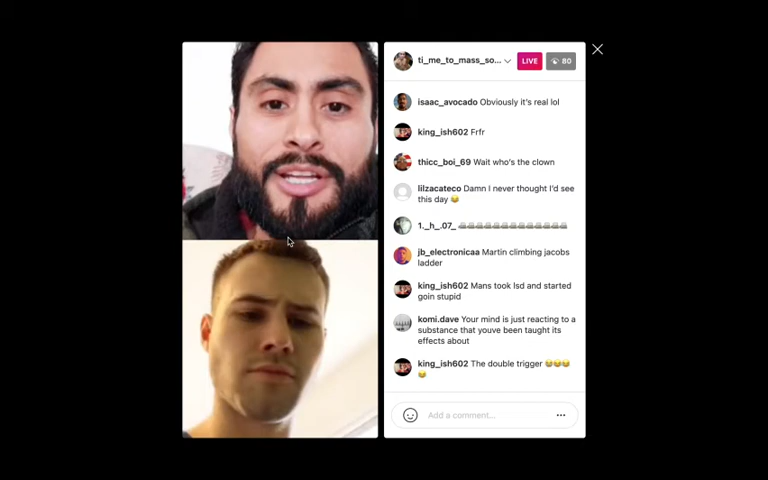 ti_me_to_mass_so... LIVE 80
isaac_avocado Obviously it's real lol
king_ish602 Frfr
thicc_boi_69 Wait who's the clown
lilzacateco Damn I never thought I'd see
this day 😂
1._h_.07_
jb_electronicaa Martin climbing jacobs
ladder
king_ish602 Mans took lsd and started
goin stupid
komi.dave Your mind is just reacting to a
substance that youve been taught its
effects about
king_ish602 The double trigger 😂😂😂
😂
Add a comment... •••